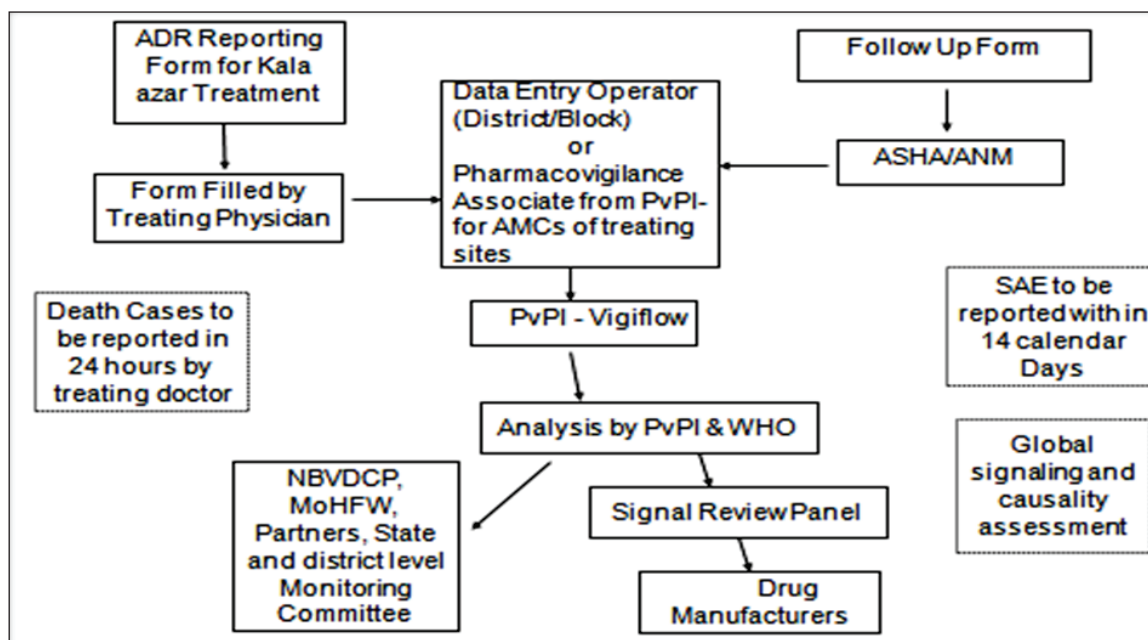 ADR Reporting
Form for Kala
azar Treatment
Follow Up Form
Data Entry Operator
(District/Block)
or
Pharmacovigilance
Associate from PvPI-
for AMCs of treating
sites
ASHA/ANM
Form Filled by
Treating Physician
Death Cases to
be reported in
24 hours by
treating doctor
PvPI - Vigiflow
SAE to be
reported with in
14 calendar
Days
Analysis by PvPI & WHO
NBVDCP,
MoHFW,
Partners, State
and district level
Monitoring
Committee
Signal Review Panel
Global
signaling and
causality
assessment
Drug
Manufacturers